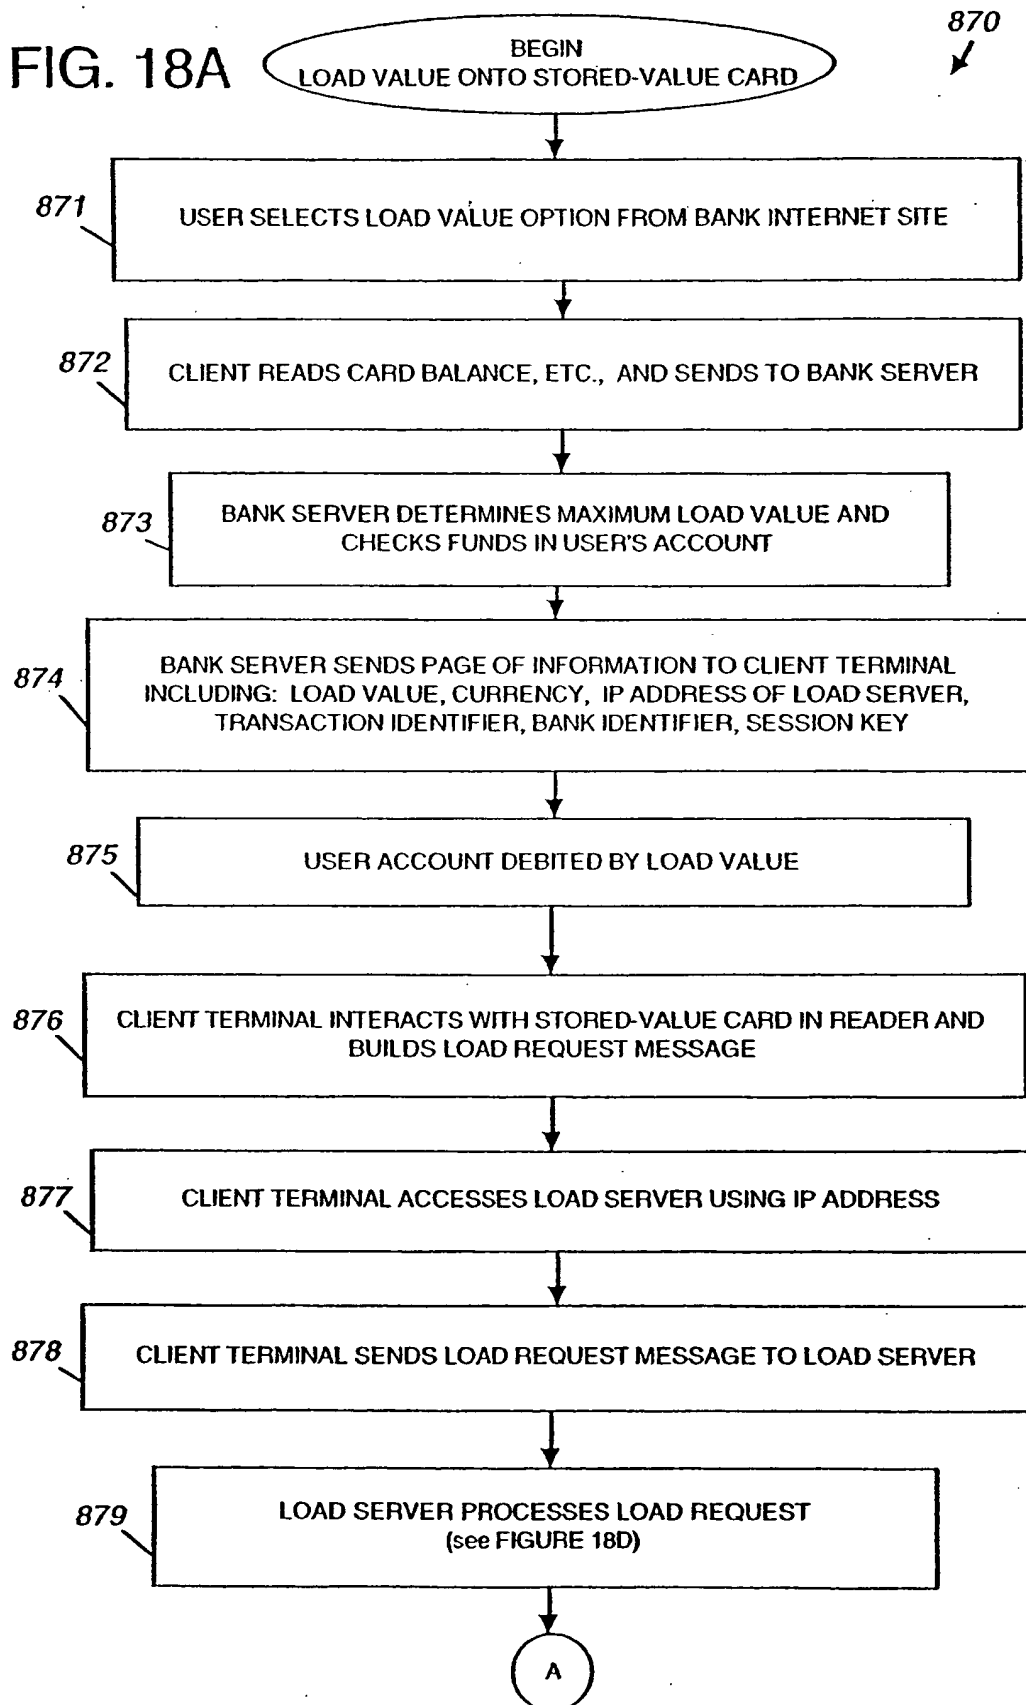 FIG. 18A
870
BEGIN
LOAD VALUE ONTO STORED-VALUE CARD
871
USER SELECTS LOAD VALUE OPTION FROM BANK INTERNET SITE
872
CLIENT READS CARD BALANCE, ETC., AND SENDS TO BANK SERVER
873
BANK SERVER DETERMINES MAXIMUM LOAD VALUE AND
CHECKS FUNDS IN USER'S ACCOUNT
874
BANK SERVER SENDS PAGE OF INFORMATION TO CLIENT TERMINAL
INCLUDING: LOAD VALUE, CURRENCY, IP ADDRESS OF LOAD SERVER,
TRANSACTION IDENTIFIER, BANK IDENTIFIER, SESSION KEY
875
USER ACCOUNT DEBITED BY LOAD VALUE
876
CLIENT TERMINAL INTERACTS WITH STORED-VALUE CARD IN READER AND
BUILDS LOAD REQUEST MESSAGE
877
CLIENT TERMINAL ACCESSES LOAD SERVER USING IP ADDRESS
878
CLIENT TERMINAL SENDS LOAD REQUEST MESSAGE TO LOAD SERVER
879
LOAD SERVER PROCESSES LOAD REQUEST
(see FIGURE 18D)
A